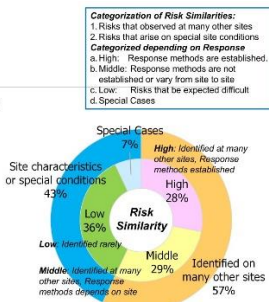 Categorization of Risk Similarities:
1. Risks that observed at many other sites
2. Risks that arise on special site conditions
Categorized depending on Response
a. High: Response methods are established.
b. Middle: Response methods are not
established or vary from site to site
c. Low: Risks that be expected difficult
d. Special Cases
Special Cases
7%
High: Identified at many
other sites, Response
methods established
Site characteristics
or special conditions
43%
High
28%
Low
36%
Risk
Similarity
Low: Identified rarely
Middle
29%
Middle: Identified at many
other sites, Response
methods depends on site
Identified on
many other sites
57%